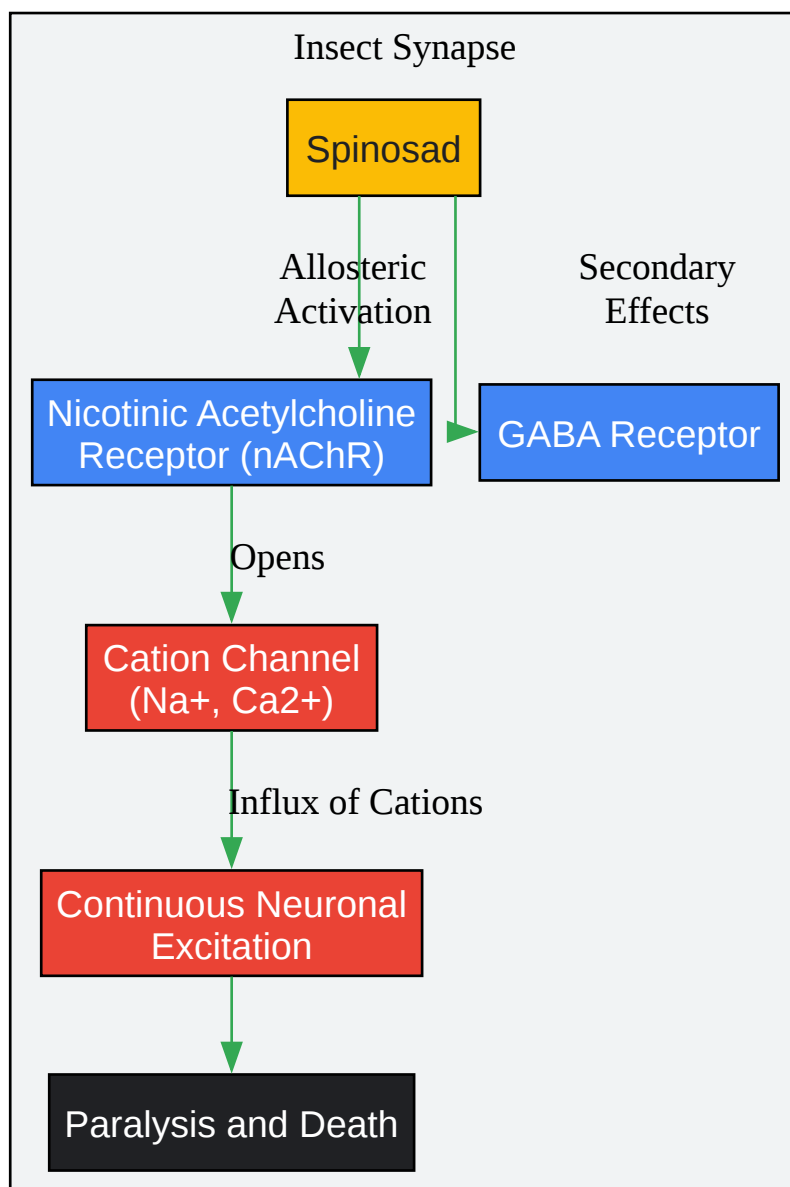 Insect Synapse
Spinosad
Allosteric
Activation
Secondary
Effects
Nicotinic Acetylcholine
Receptor (nAChR)
GABA Receptor
Opens
Cation Channel
(Na+, Ca2+)
Influx of Cations
Continuous Neuronal
Excitation
Paralysis and Death